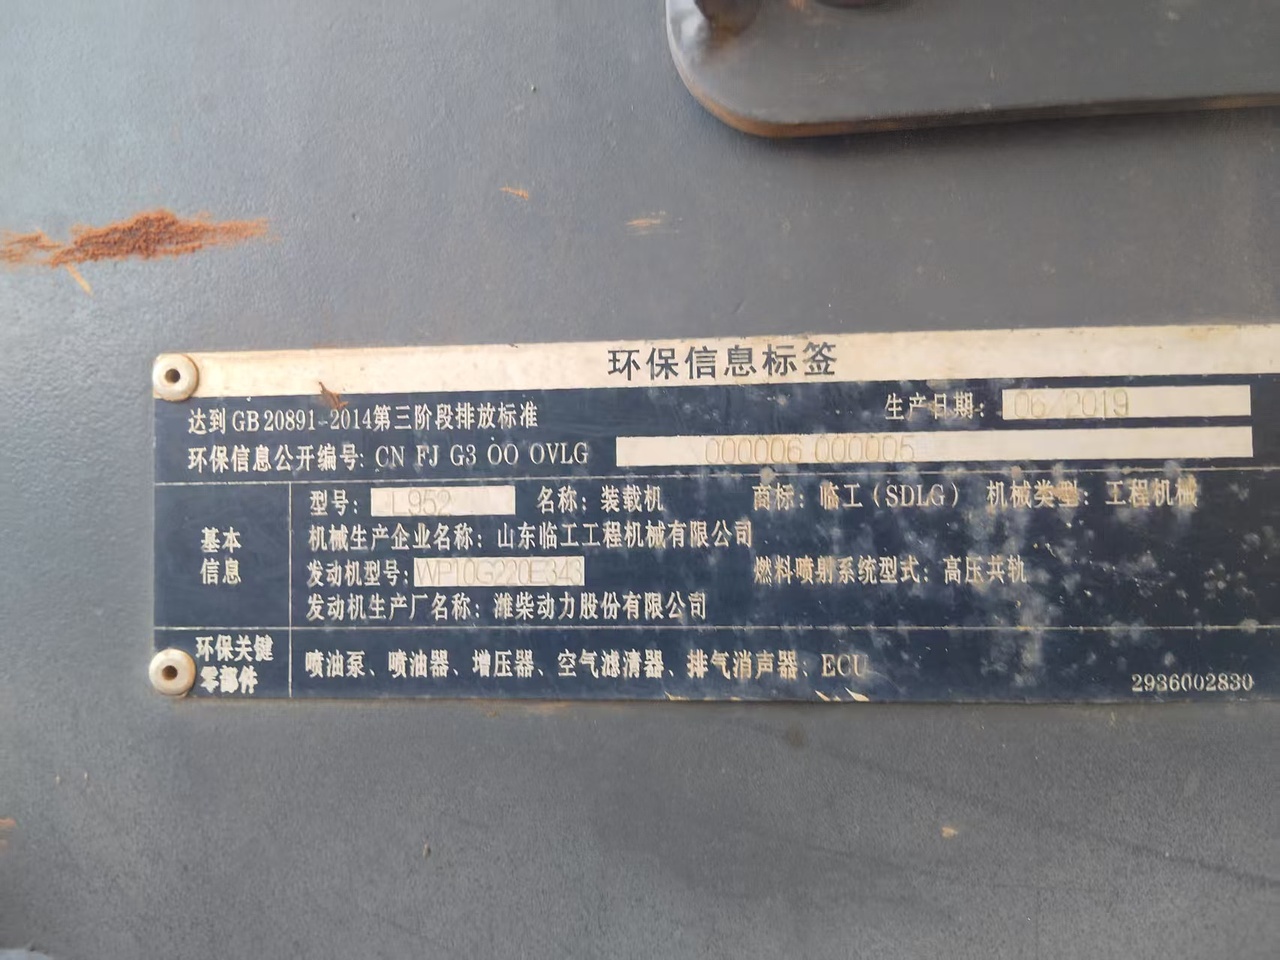 环保信息标签
达到GB 20891-2014第三阶段排放标准 生产日期: 06/2019
环保信息公开编号: CN FJ G3 OO OVLG 000006 000005
基本信息
型号: L952 名称: 装载机 商标: 临工(SDLG) 机械类型: 工程机械
机械生产企业名称: 山东临工工程机械有限公司
发动机型号: WP10G220E343 燃料喷射系统型式: 高压共轨
发动机生产厂名称: 潍柴动力股份有限公司
环保关键零部件
喷油泵、喷油器、增压器、空气滤清器、排气消声器、ECU
2936002830